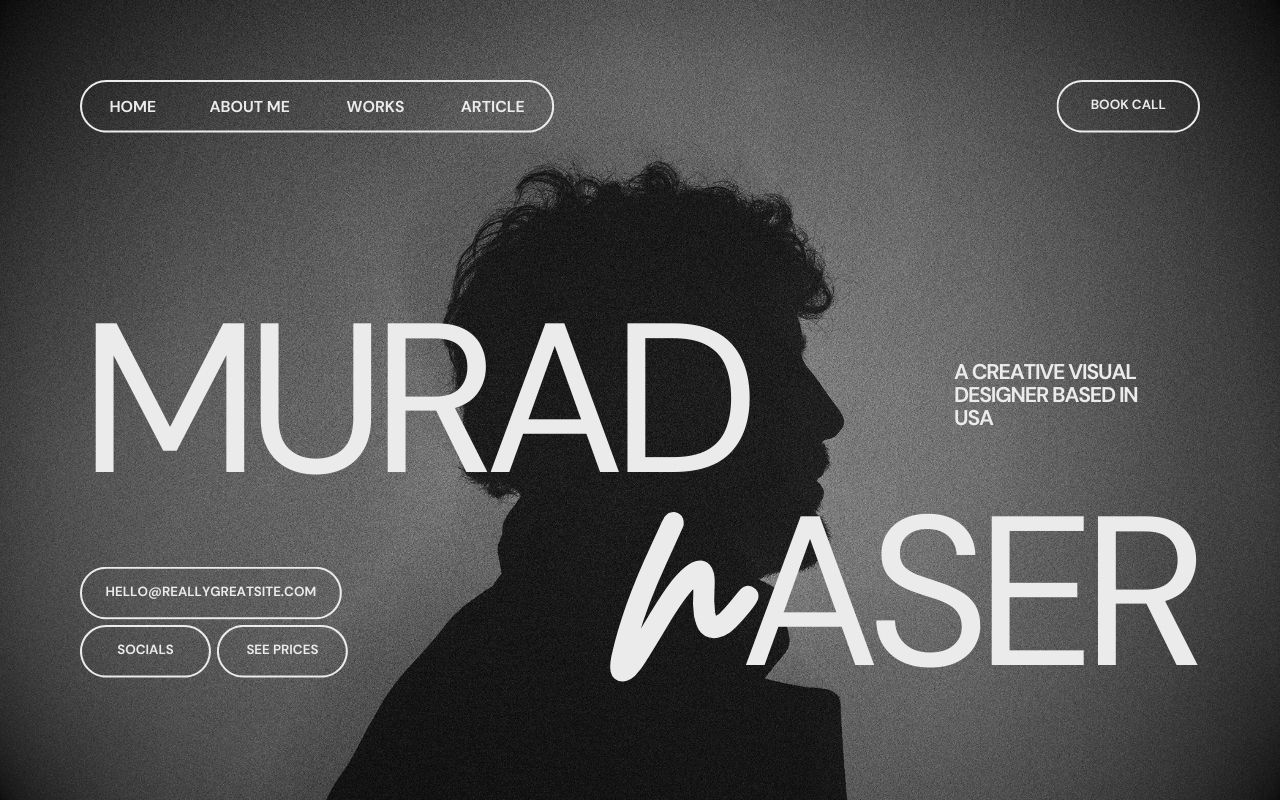 HOME ABOUT ME WORKS ARTICLE
BOOK CALL
MURAD
A CREATIVE VISUAL
DESIGNER BASED IN
USA
nASER
HELLO@REALLYGREATSITE.COM
SOCIALS SEE PRICES